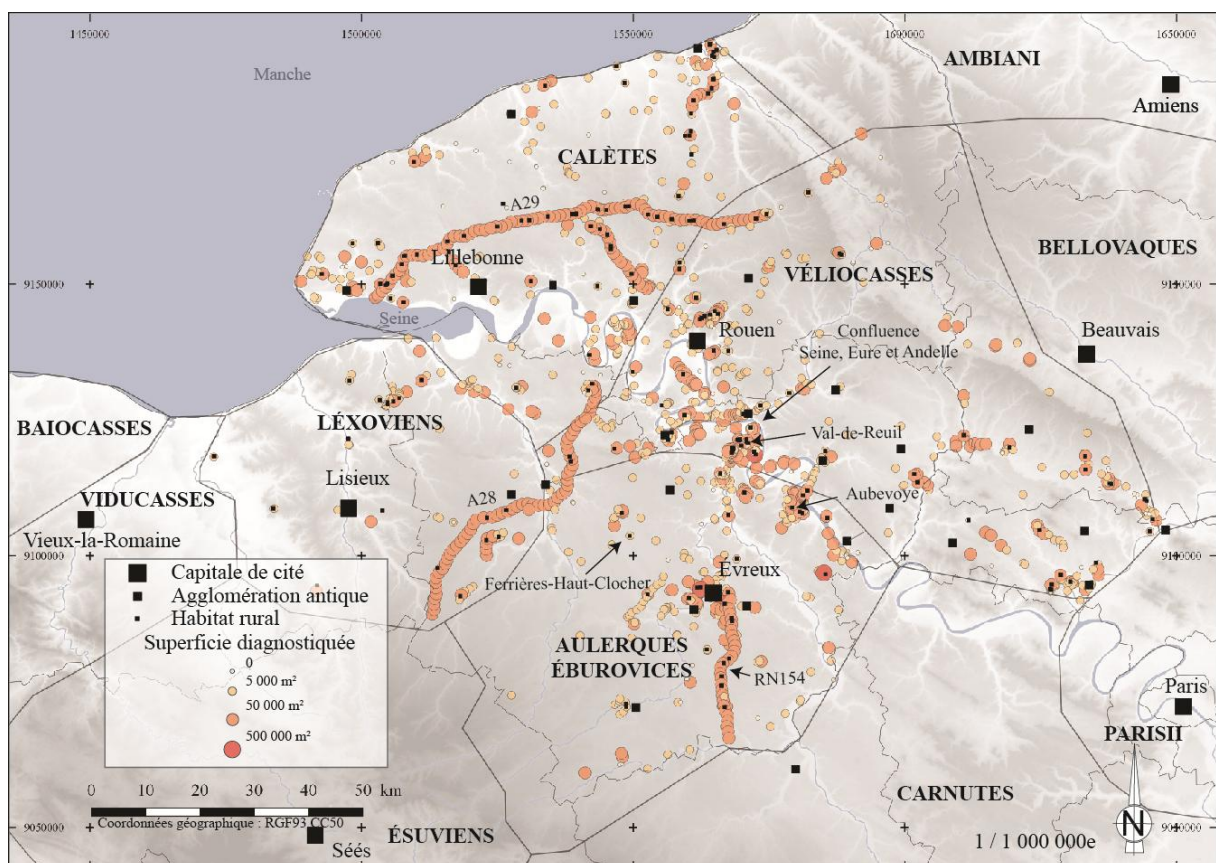 1450000 1500000 1550000 1690000 1650000
Manche
AMBIANI
Amiens
CALÈTES
A29
BELLOVAQUES
Lillebonne
VÉLIOCASSES
9150000
9150000
Seine
Rouen
Confluence
Seine, Eure et Andelle
Beauvais
BAIOCASSES
LÉXOVIENS
Val-de-Reuil
VIDUCASSES
Lisieux
A28
Aubevoye
Vieux-la-Romaine
9100000
9100000
Ferrières-Haut-Clocher
Évreux
Capitale de cité
Agglomération antique
Habitat rural
Superficie diagnostiquée
0
5 000 m²
50 000 m²
500 000 m²
AULERQUES
ÉBUROVICES
RN154
Paris
PARISII
0 10 20 30 40 50 km
Coordonnées géographique : RGF93 CC50
CARNUTES
9050000
ÉSUVIENS
Séés
N
1 / 1 000 000e